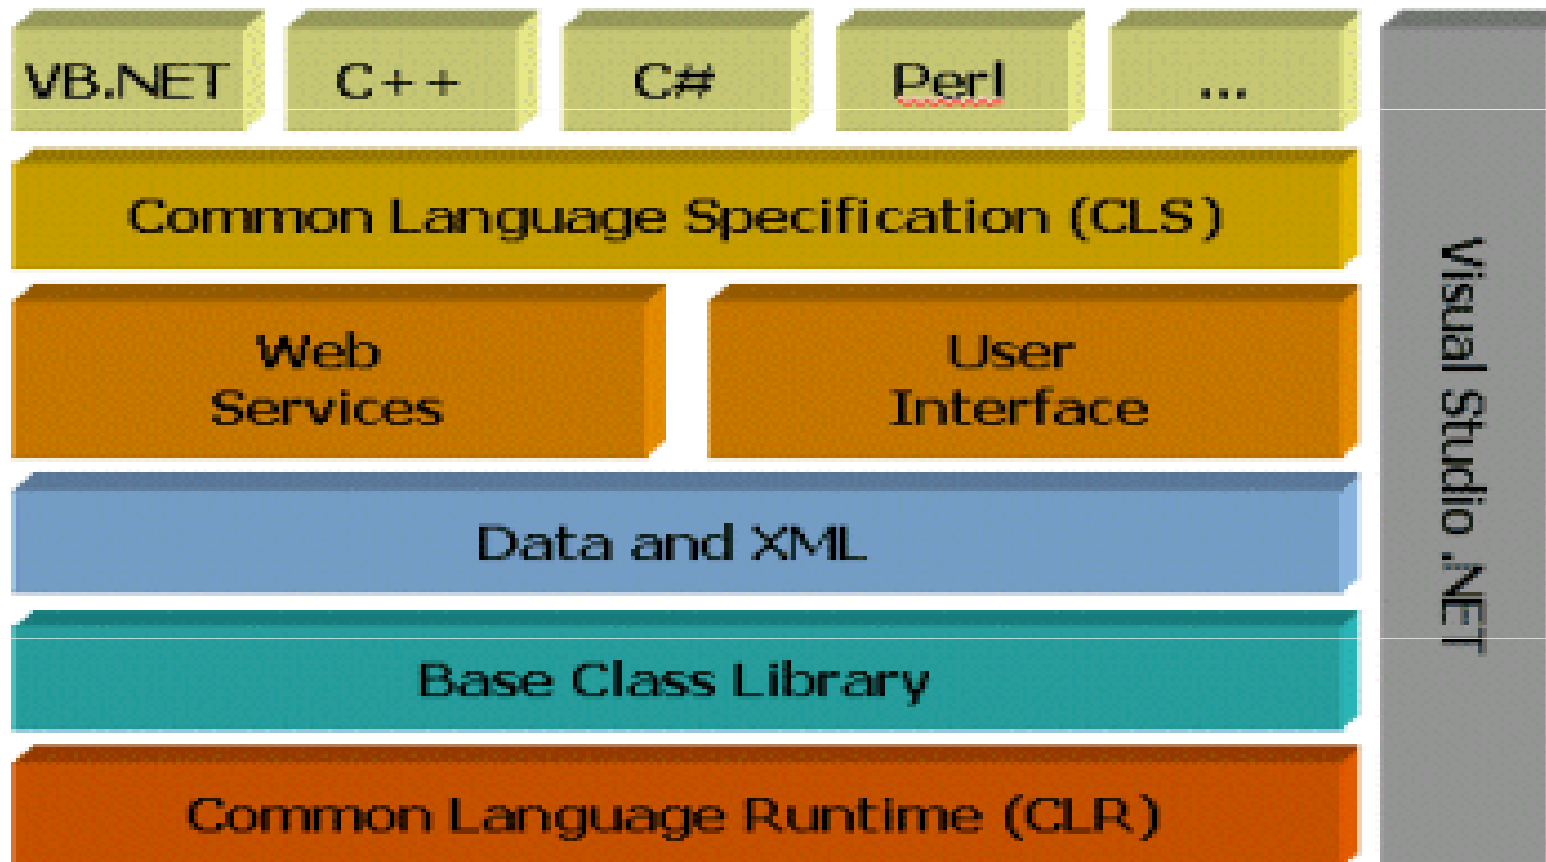 VB.NET
C++
C#
Perl
...
Common Language Specification (CLS)
Web
Services
User
Interface
Data and XML
Base Class Library
Common Language Runtime (CLR)
Visual Studio .NET